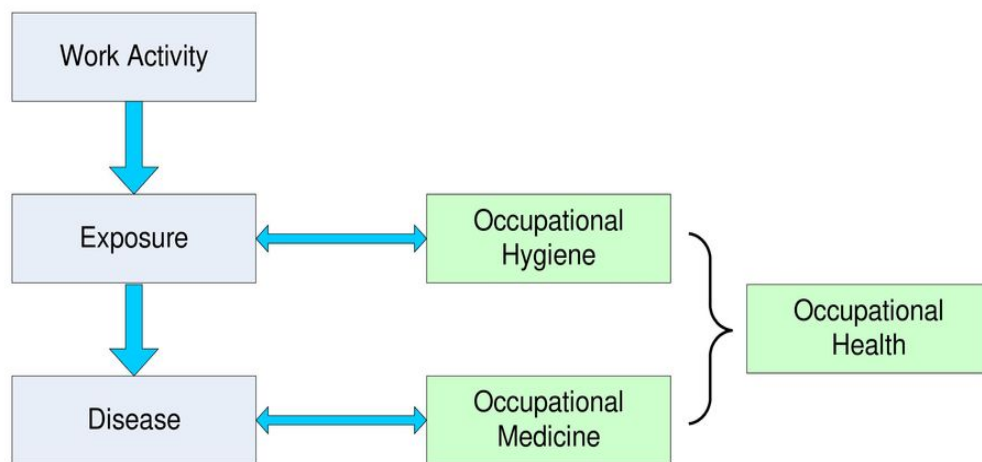 Work Activity
Exposure
Occupational
Hygiene
Occupational
Health
Disease
Occupational
Medicine